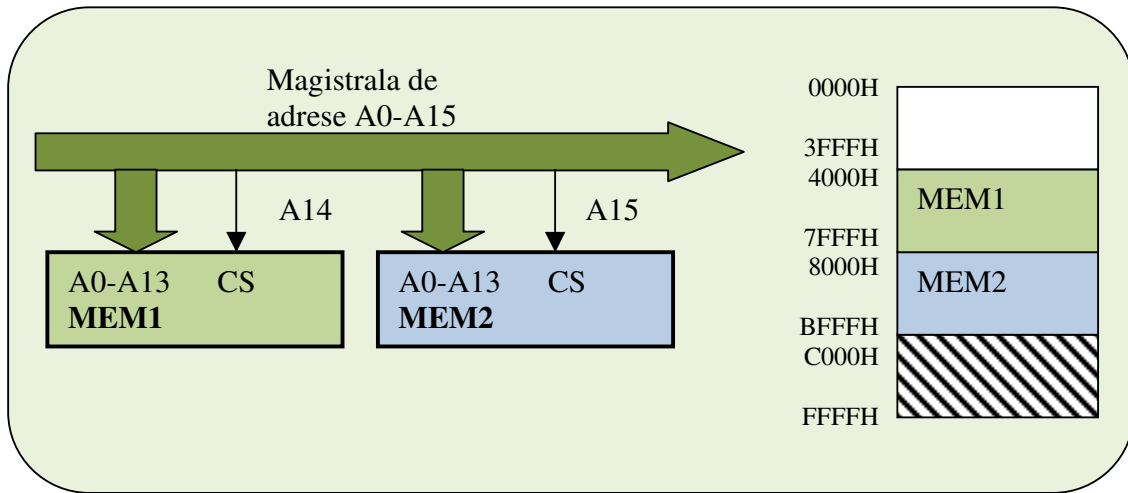 Magistrala de
adrese A0-A15
A14
A15
A0-A13 CS
MEM1
A0-A13 CS
MEM2
0000H
3FFFH
4000H
7FFFH
8000H
BFFFH
C000H
FFFFH
MEM1
MEM2